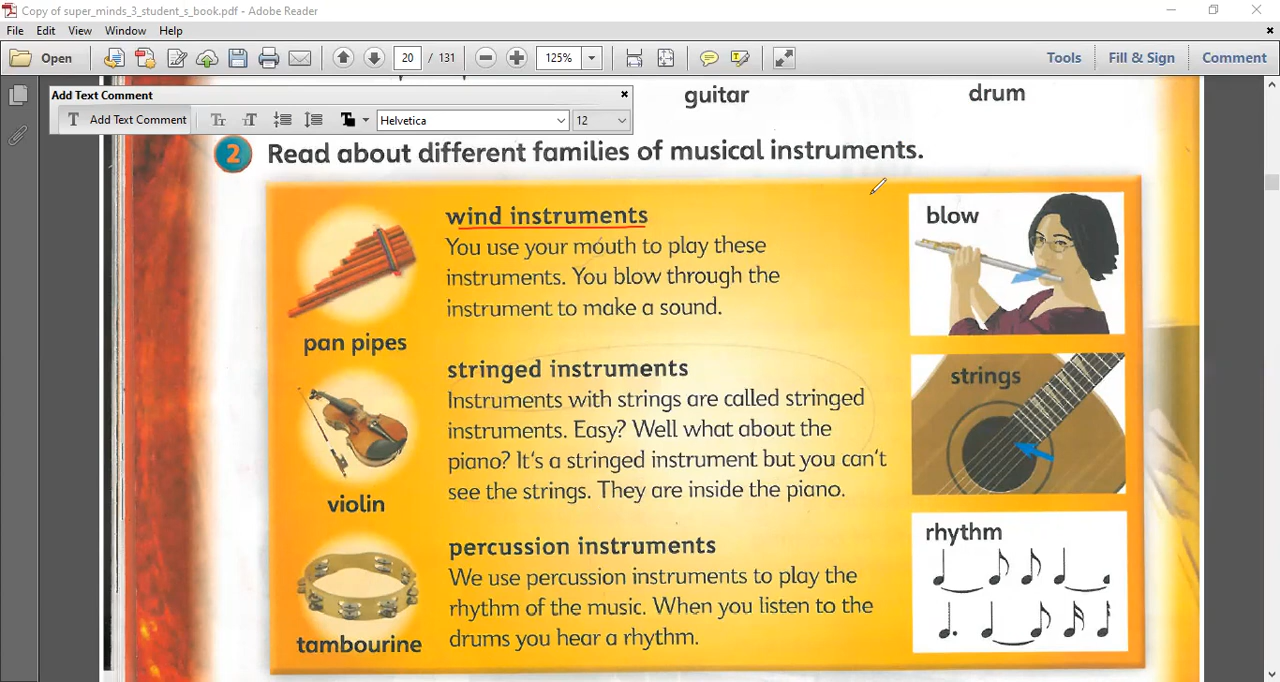 Copy of super_minds_3_student_s_book.pdf - Adobe Reader
File Edit View Window Help
Open 20 / 131 125% Tools Fill & Sign Comment
Add Text Comment
T Add Text Comment Tr T Helvetica 12
guitar drum
2 Read about different families of musical instruments.
wind instruments
You use your mouth to play these
instruments. You blow through the
instrument to make a sound.
pan pipes
blow
stringed instruments
Instruments with strings are called stringed
instruments. Easy? Well what about the
piano? It's a stringed instrument but you can't
see the strings. They are inside the piano.
violin
strings
percussion instruments
We use percussion instruments to play the
rhythm of the music. When you listen to the
drums you hear a rhythm.
tambourine
rhythm